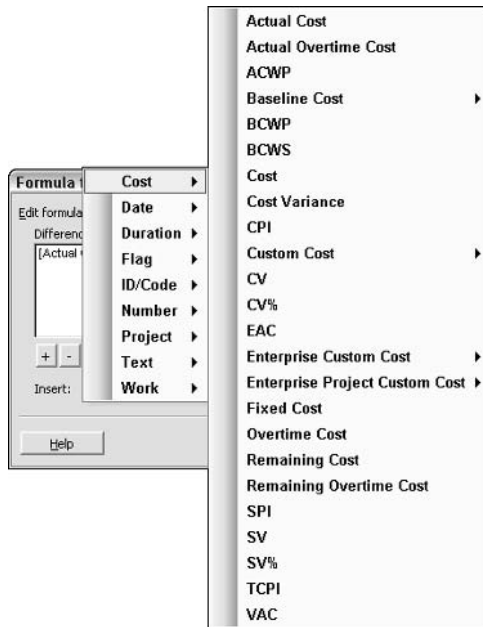 Formula
Edit formula
Differenc
[Actual
+ -
Insert:
Help
Cost
Date
Duration
Flag
ID/Code
Number
Project
Text
Work
Actual Cost
Actual Overtime Cost
ACWP
Baseline Cost
BCWP
BCWS
Cost
Cost Variance
CPI
Custom Cost
CV
CV%
EAC
Enterprise Custom Cost
Enterprise Project Custom Cost
Fixed Cost
Overtime Cost
Remaining Cost
Remaining Overtime Cost
SPI
SV
SV%
TCPI
VAC